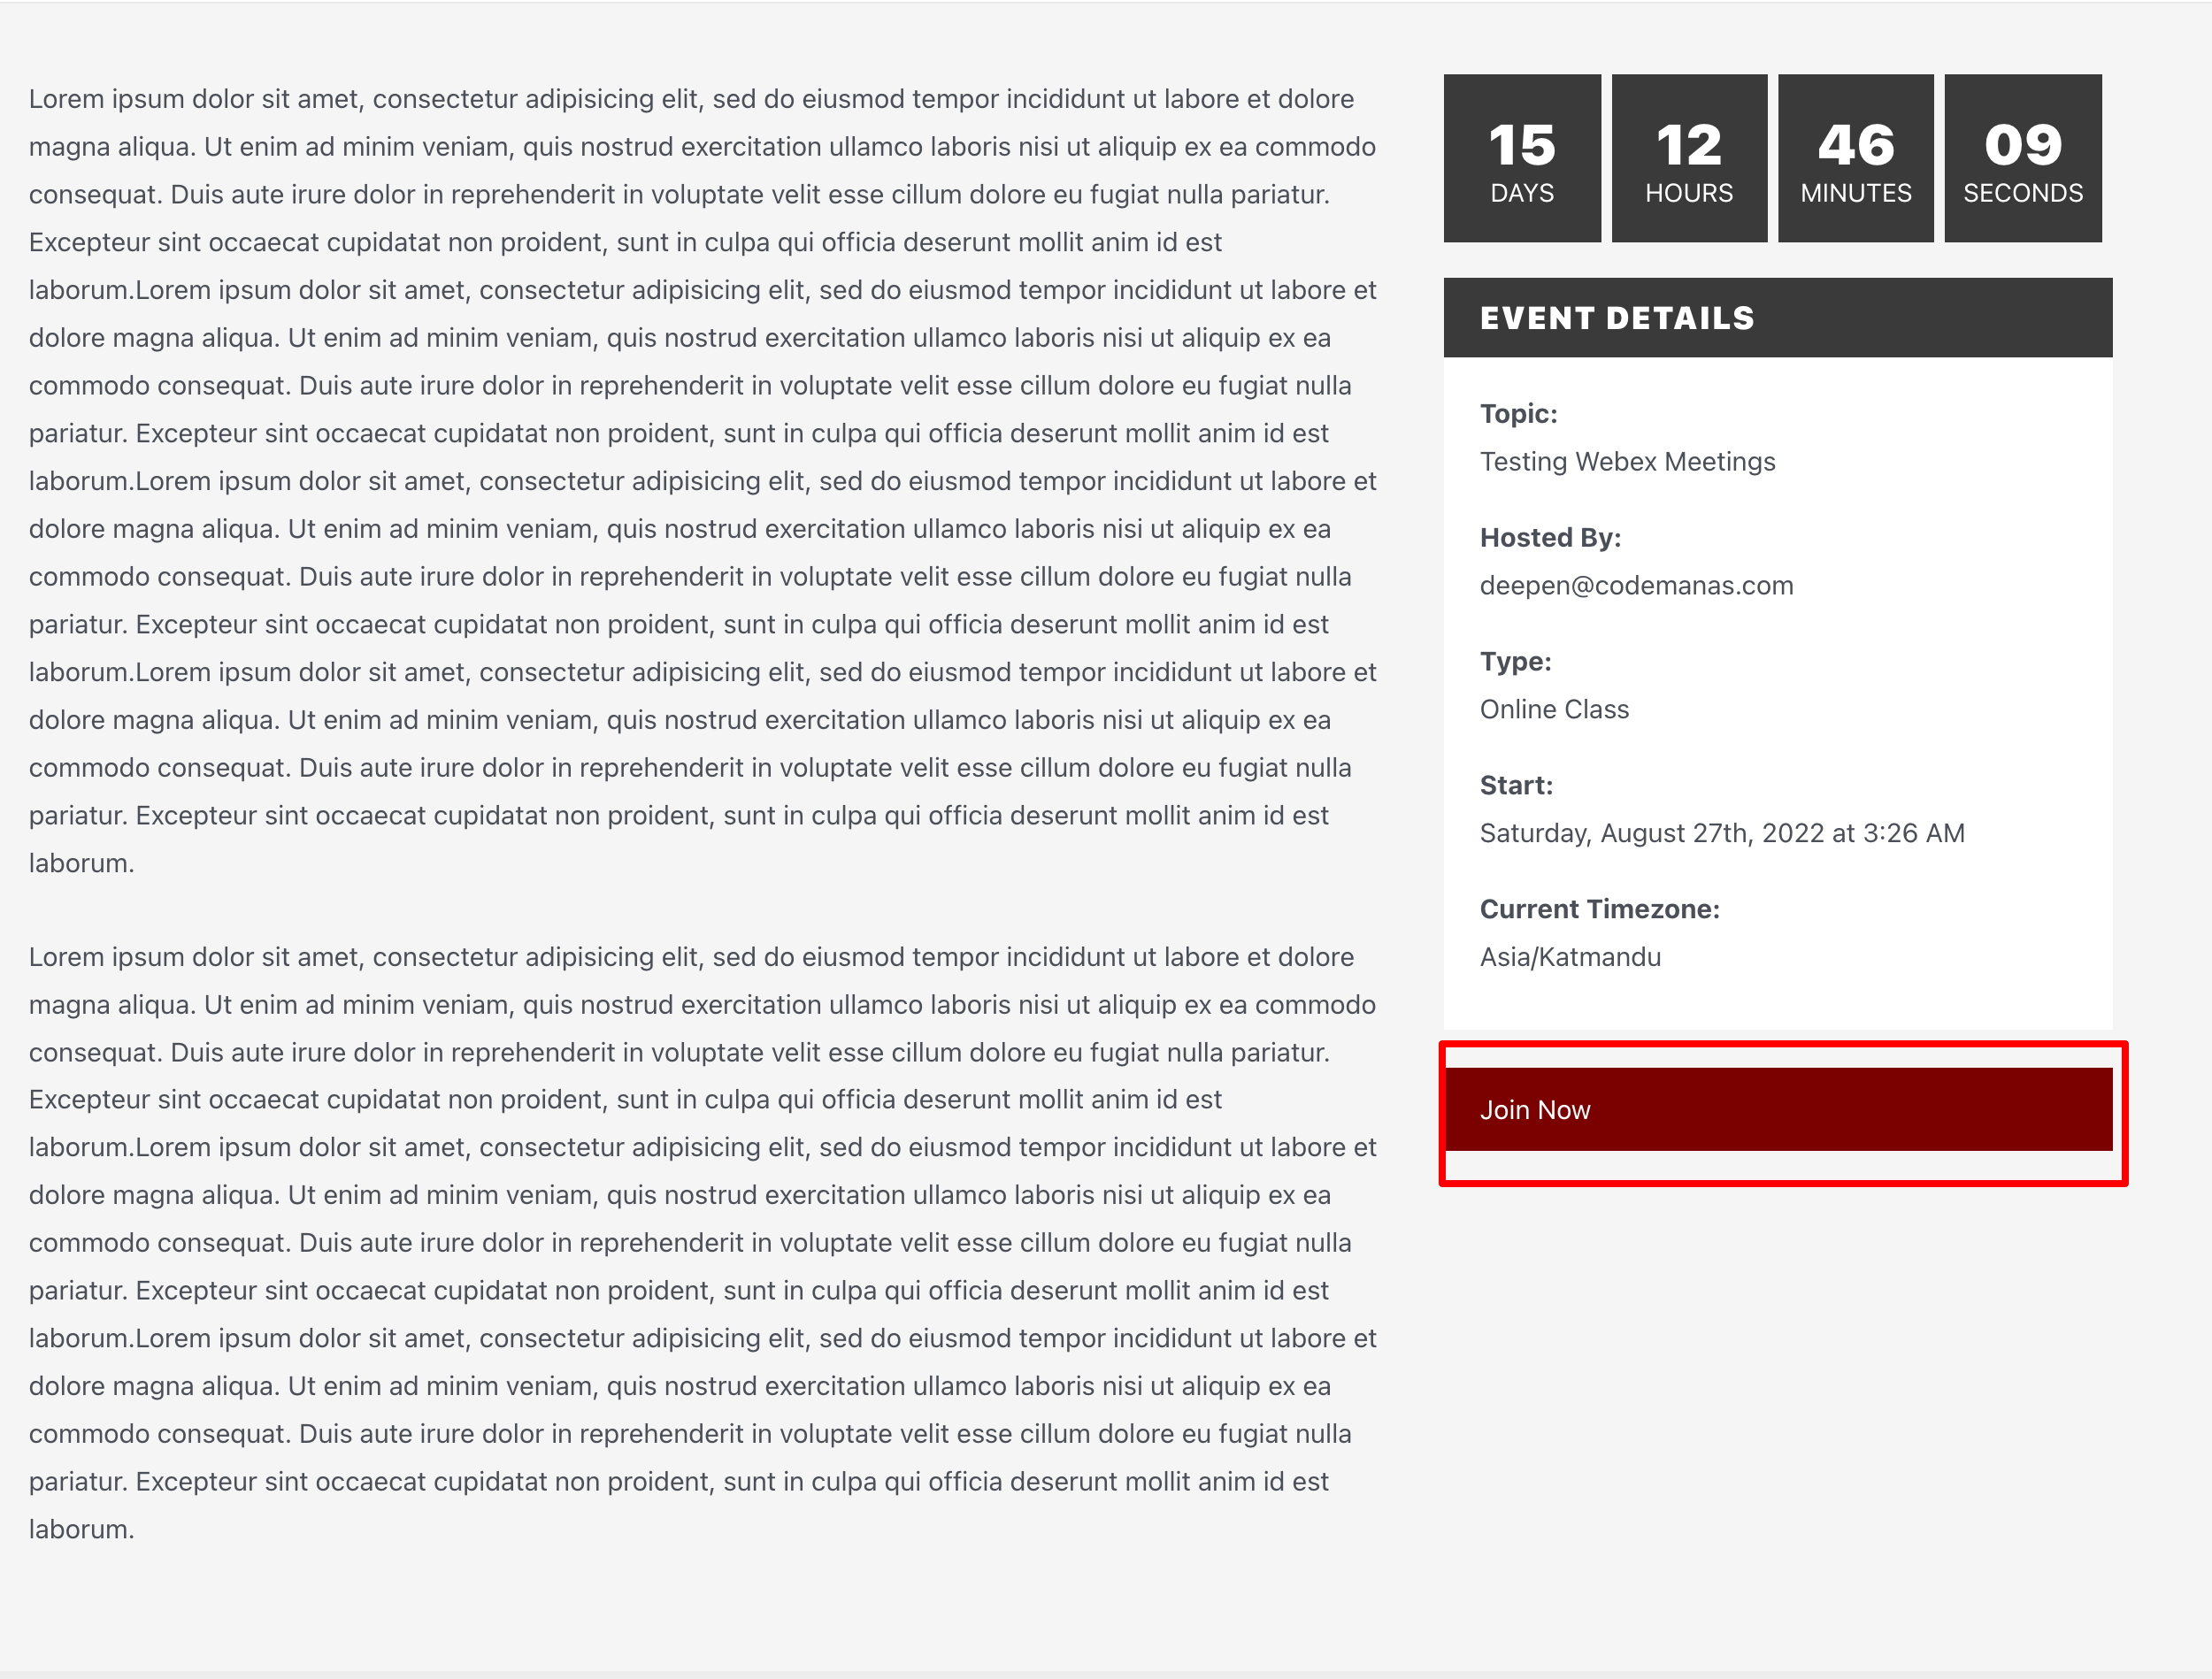 Lorem ipsum dolor sit amet, consectetur adipisicing elit, sed do eiusmod tempor incididunt ut labore et dolore
magna aliqua. Ut enim ad minim veniam, quis nostrud exercitation ullamco laboris nisi ut aliquip ex ea commodo
consequat. Duis aute irure dolor in reprehenderit in voluptate velit esse cillum dolore eu fugiat nulla pariatur.
Excepteur sint occaecat cupidatat non proident, sunt in culpa qui officia deserunt mollit anim id est
laborum.Lorem ipsum dolor sit amet, consectetur adipisicing elit, sed do eiusmod tempor incididunt ut labore et
dolore magna aliqua. Ut enim ad minim veniam, quis nostrud exercitation ullamco laboris nisi ut aliquip ex ea
commodo consequat. Duis aute irure dolor in reprehenderit in voluptate velit esse cillum dolore eu fugiat nulla
pariatur. Excepteur sint occaecat cupidatat non proident, sunt in culpa qui officia deserunt mollit anim id est
laborum.Lorem ipsum dolor sit amet, consectetur adipisicing elit, sed do eiusmod tempor incididunt ut labore et
dolore magna aliqua. Ut enim ad minim veniam, quis nostrud exercitation ullamco laboris nisi ut aliquip ex ea
commodo consequat. Duis aute irure dolor in reprehenderit in voluptate velit esse cillum dolore eu fugiat nulla
pariatur. Excepteur sint occaecat cupidatat non proident, sunt in culpa qui officia deserunt mollit anim id est
laborum.Lorem ipsum dolor sit amet, consectetur adipisicing elit, sed do eiusmod tempor incididunt ut labore et
dolore magna aliqua. Ut enim ad minim veniam, quis nostrud exercitation ullamco laboris nisi ut aliquip ex ea
commodo consequat. Duis aute irure dolor in reprehenderit in voluptate velit esse cillum dolore eu fugiat nulla
pariatur. Excepteur sint occaecat cupidatat non proident, sunt in culpa qui officia deserunt mollit anim id est
laborum.
Lorem ipsum dolor sit amet, consectetur adipisicing elit, sed do eiusmod tempor incididunt ut labore et dolore
magna aliqua. Ut enim ad minim veniam, quis nostrud exercitation ullamco laboris nisi ut aliquip ex ea commodo
consequat. Duis aute irure dolor in reprehenderit in voluptate velit esse cillum dolore eu fugiat nulla pariatur.
Excepteur sint occaecat cupidatat non proident, sunt in culpa qui officia deserunt mollit anim id est
laborum.Lorem ipsum dolor sit amet, consectetur adipisicing elit, sed do eiusmod tempor incididunt ut labore et
dolore magna aliqua. Ut enim ad minim veniam, quis nostrud exercitation ullamco laboris nisi ut aliquip ex ea
commodo consequat. Duis aute irure dolor in reprehenderit in voluptate velit esse cillum dolore eu fugiat nulla
pariatur. Excepteur sint occaecat cupidatat non proident, sunt in culpa qui officia deserunt mollit anim id est
laborum.Lorem ipsum dolor sit amet, consectetur adipisicing elit, sed do eiusmod tempor incididunt ut labore et
dolore magna aliqua. Ut enim ad minim veniam, quis nostrud exercitation ullamco laboris nisi ut aliquip ex ea
commodo consequat. Duis aute irure dolor in reprehenderit in voluptate velit esse cillum dolore eu fugiat nulla
pariatur. Excepteur sint occaecat cupidatat non proident, sunt in culpa qui officia deserunt mollit anim id est
laborum.
15 12 46 09
DAYS HOURS MINUTES SECONDS
EVENT DETAILS
Topic:
Testing Webex Meetings
Hosted By:
deepen@codemanas.com
Type:
Online Class
Start:
Saturday, August 27th, 2022 at 3:26 AM
Current Timezone:
Asia/Katmandu
Join Now